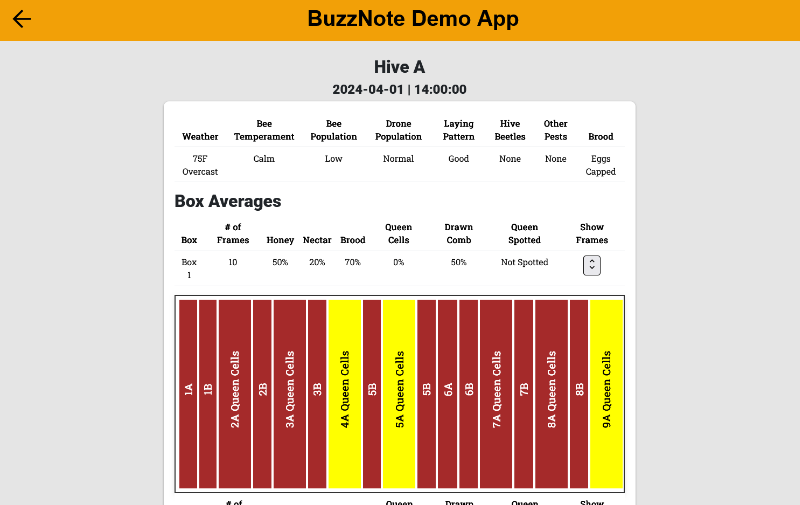 BuzzNote Demo App
Hive A
2024-04-01 | 14:00:00
Weather Bee Temperament Bee Population Drone Population Laying Pattern Hive Beetles Other Pests Brood
75F Overcast Calm Low Normal Good None None Eggs Capped
Box Averages
Box # of Frames Honey Nectar Brood Queen Cells Drawn Comb Queen Spotted Show Frames
Box 1 10 50% 20% 70% 0% 50% Not Spotted
1A
1B
2A Queen Cells
2B
3A Queen Cells
3B
4A Queen Cells
5B
5A Queen Cells
5B
6A
6B
7A Queen Cells
7B
8A Queen Cells
8B
9A Queen Cells
# of Queen Drawn Queen Show